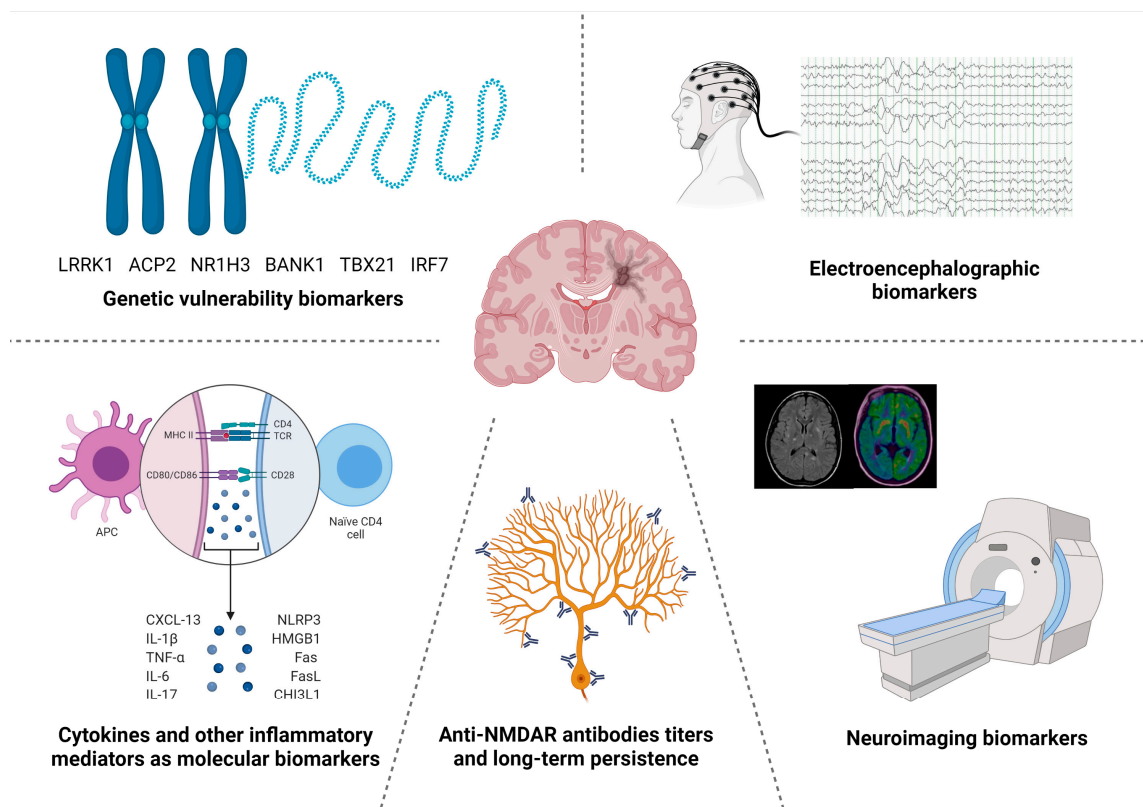 LRRK1 ACP2 NR1H3 BANK1 TBX21 IRF7
Genetic vulnerability biomarkers
Electroencephalographic
biomarkers
CD4
MHC II
TCR
CD80/CD86
CD28
APC
Naïve CD4
cell
CXCL-13
IL-1β
TNF-α
IL-6
IL-17
NLRP3
HMGB1
Fas
FasL
CHI3L1
Cytokines and other inflammatory
mediators as molecular biomarkers
Anti-NMDAR antibodies titers
and long-term persistence
Neuroimaging biomarkers